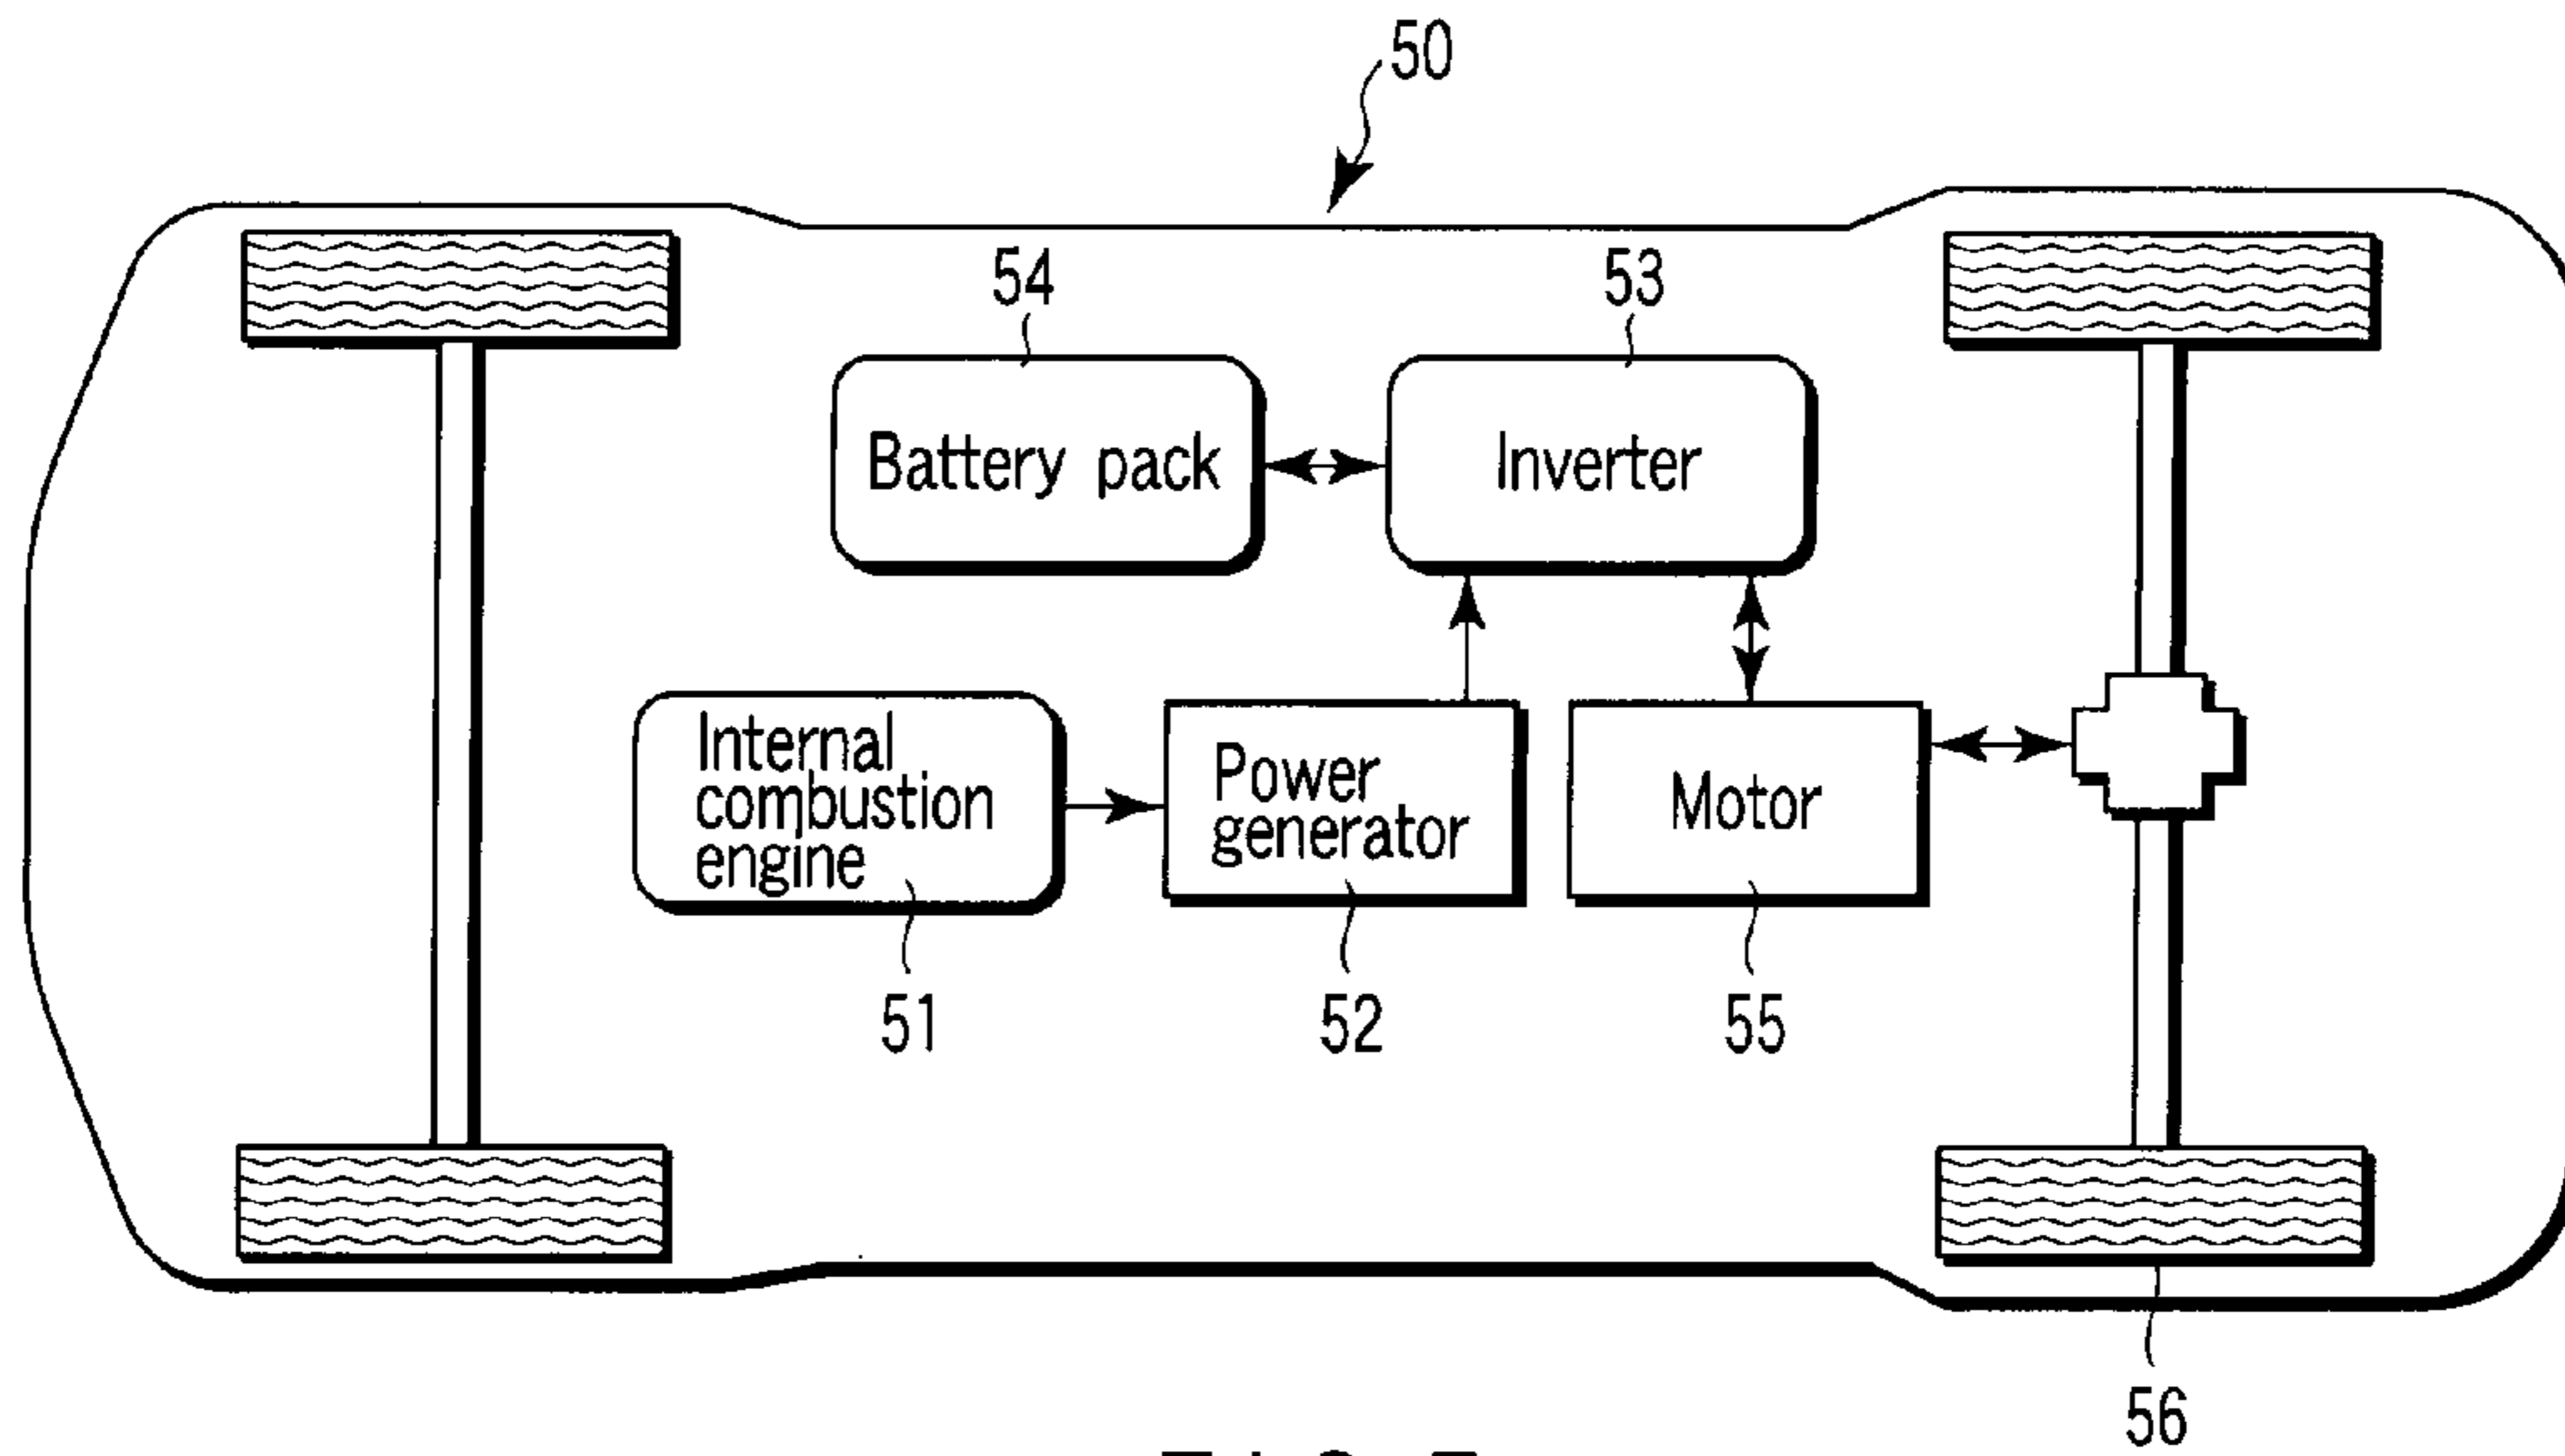 50
54
53
Battery pack
Inverter
Internal
combustion
engine
Power
generator
Motor
51
52
55
56